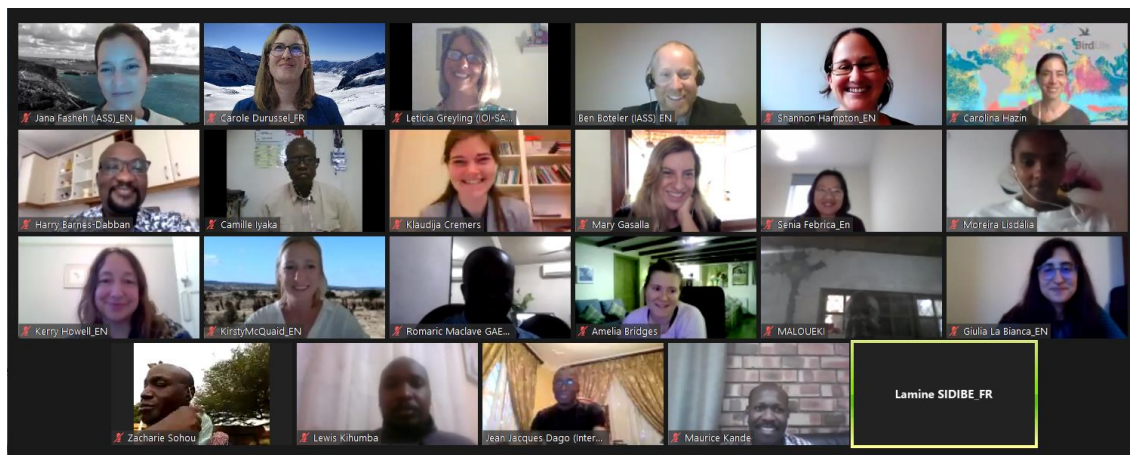 Jana Fasheh (IASS)_EN
Carole Durussel_FR
Leticia Greyling (IOI-SA...
Ben Boteler (IASS) EN
Shannon Hampton_EN
BirdLife
Carolina Hazin
Harry Barnes-Dabban
Camille Iyaka
Klaudija Cremers
Mary Gasalla
Senia Febrica_En
Moreira Lisdália
Kerry Howell_EN
KirstyMcQuaid_EN
Romaric Maclave GAE...
Amelia Bridges
MALOUEKI
Giulia La Bianca_EN
Zacharie Sohou
Lewis Kihumba
Jean Jacques Dago (Inter...
Maurice Kande
Lamine SIDIBE_FR